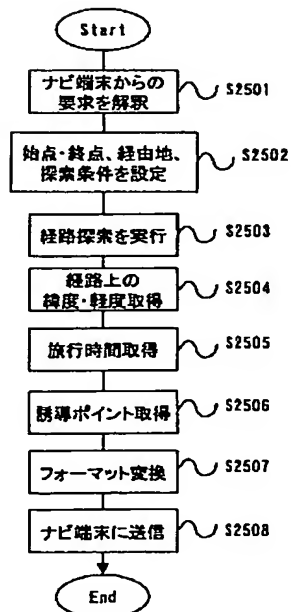 Start
ナビ端末からの
要求を解釈
S2501
始点・終点、経由地、
探索条件を設定
S2502
経路探索を実行
S2503
経路上の
緯度・経度取得
S2504
旅行時間取得
S2505
誘導ポイント取得
S2506
フォーマット変換
S2507
ナビ端末に送信
S2508
End